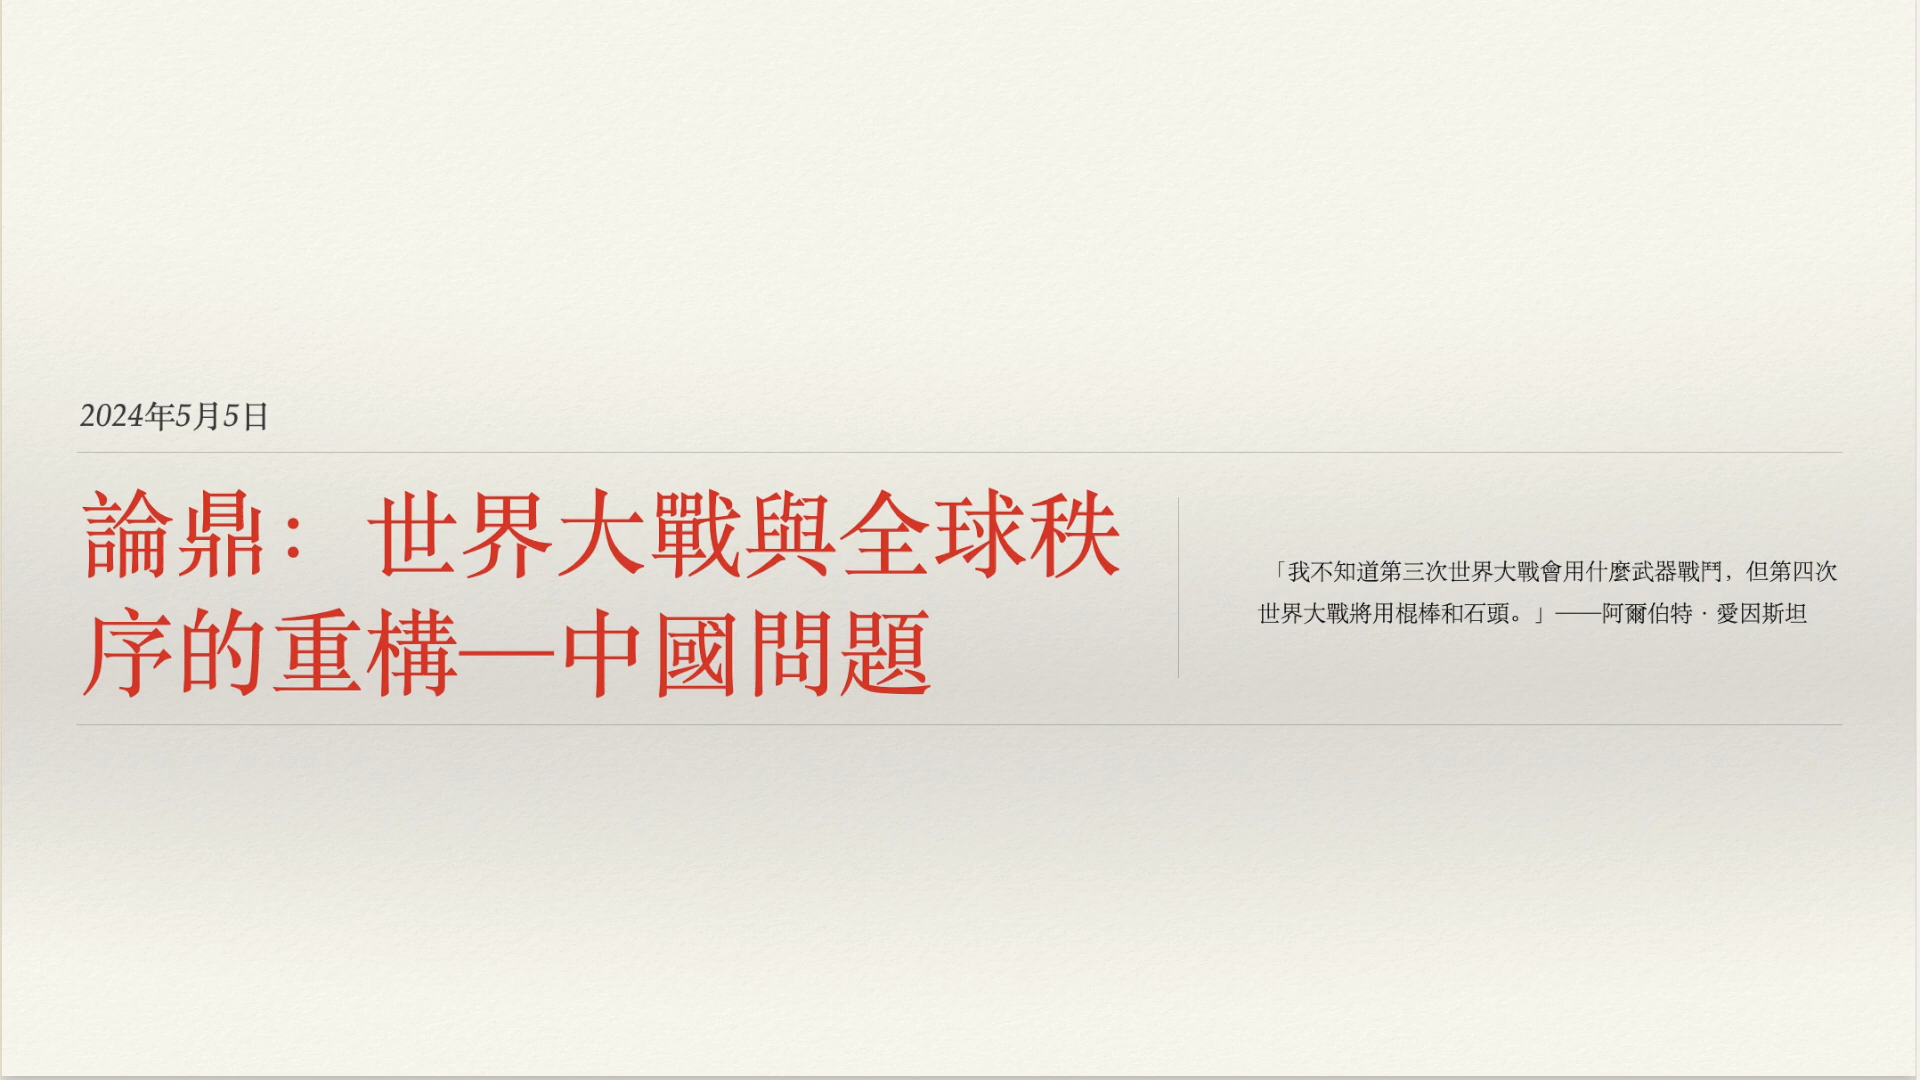 2024年5月5日
論鼎：世界大戰與全球秩
序的重構—中國問題
「我不知道第三次世界大戰會用什麼武器戰鬥，但第四次
世界大戰將用棍棒和石頭。」——阿爾伯特·愛因斯坦